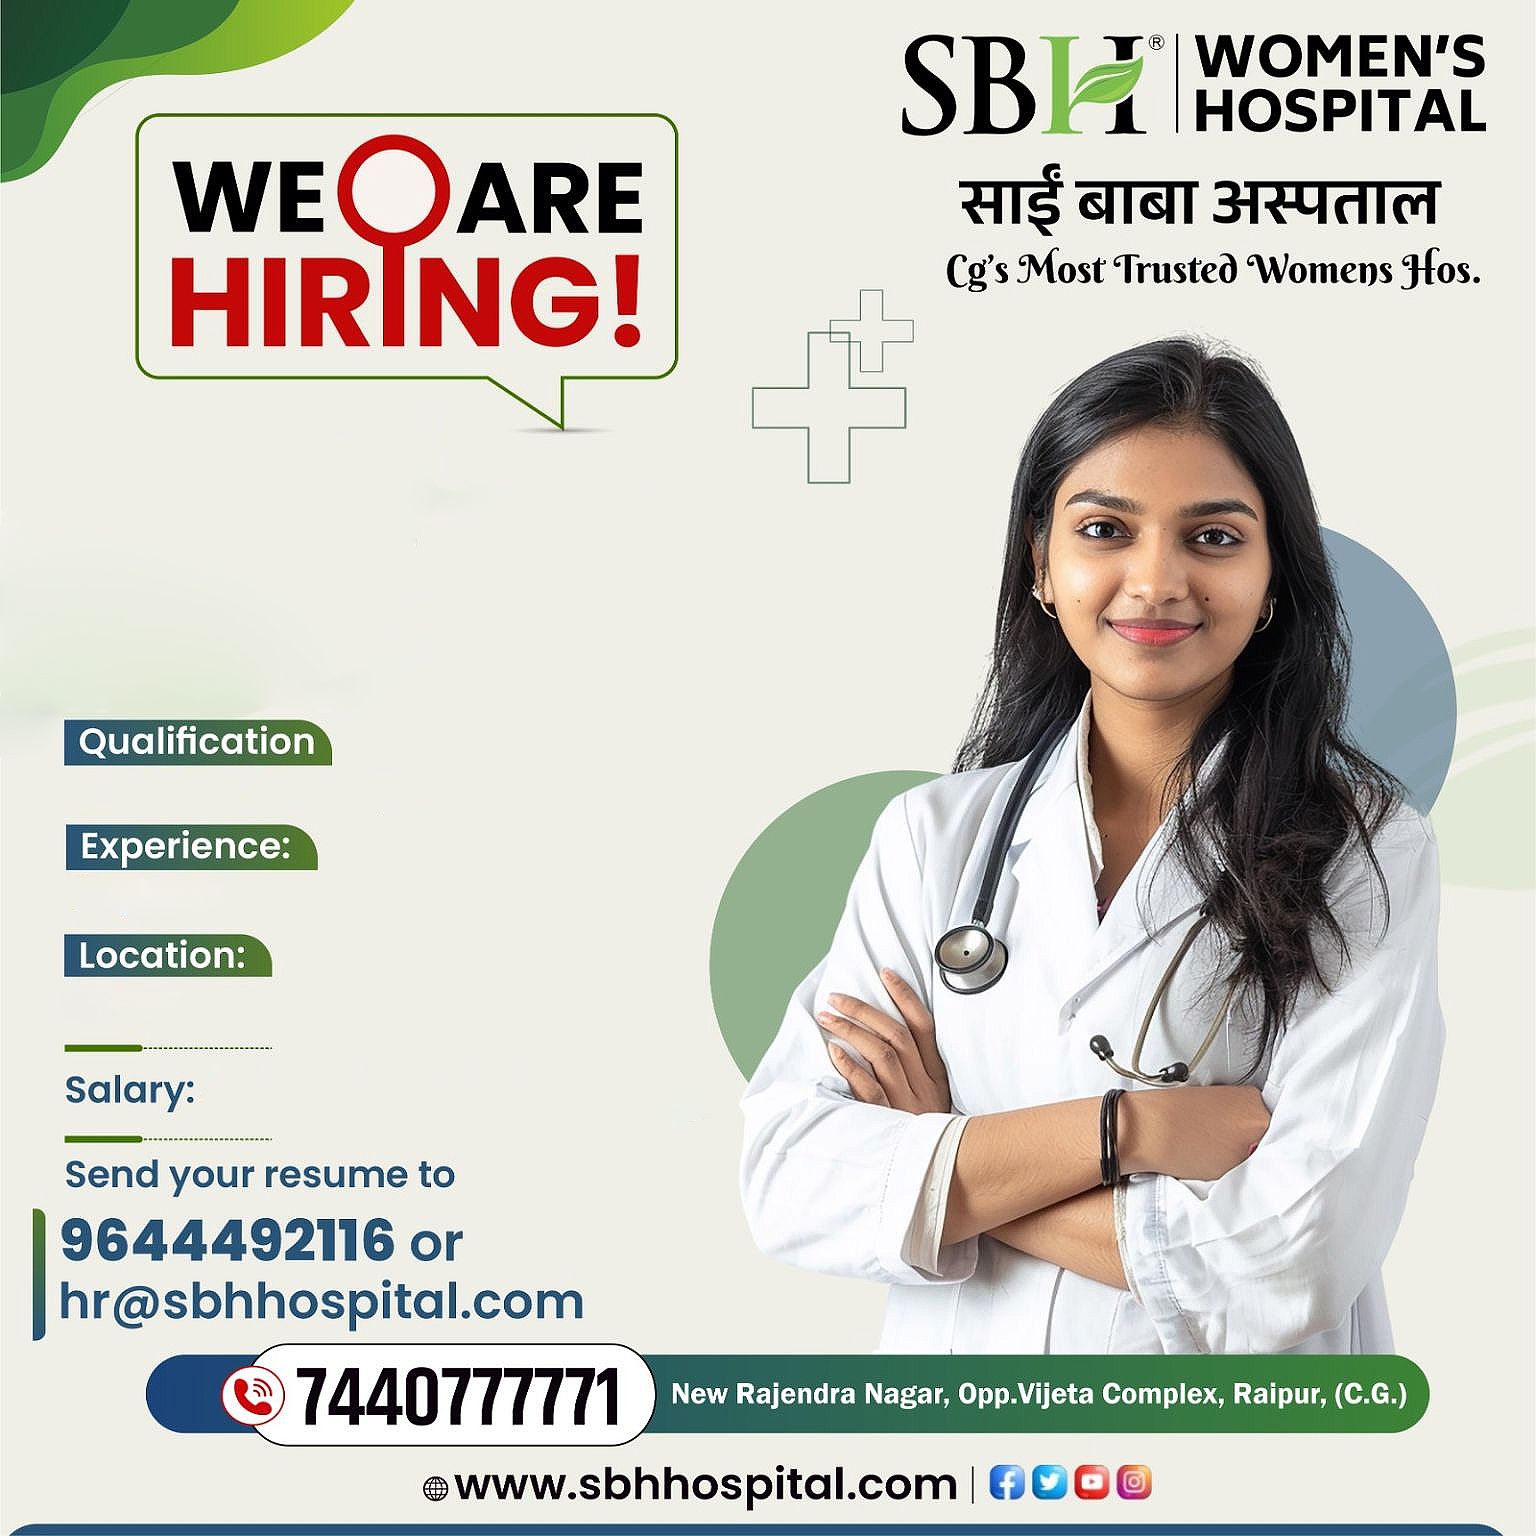 WE ARE
HIRING!
SBH® WOMEN'S
HOSPITAL
साईं बाबा अस्पताल
Cg's Most Trusted Womens Hos.
Qualification
Experience:
Location:
Salary:
Send your resume to
9644492116 or
hr@sbhhospital.com
7440777771
New Rajendra Nagar, Opp.Vijeta Complex, Raipur, (C.G.)
www.sbhhospital.com